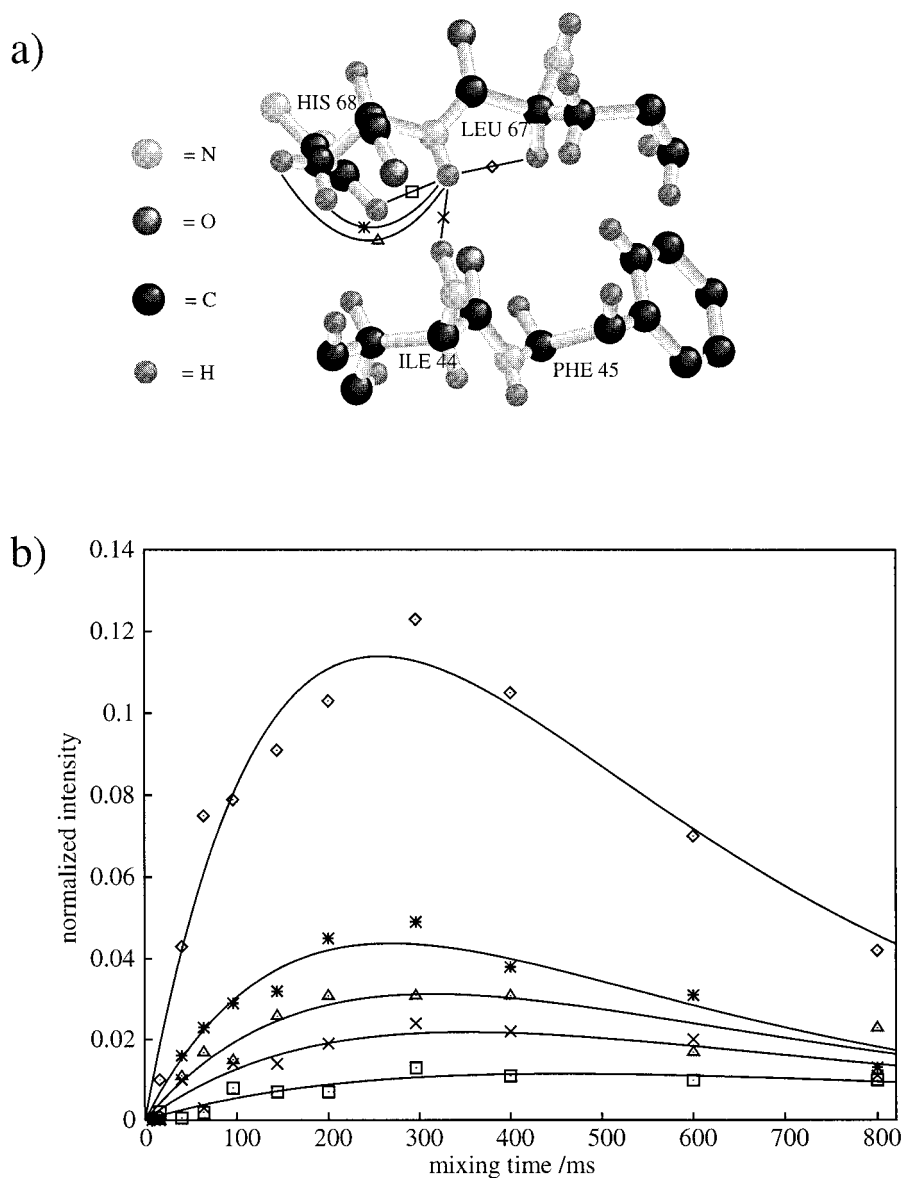 a)
HIS 68
LEU 67
= N
= O
= C
= H
ILE 44
PHE 45
b)
0.14
0.12
0.1
0.08
0.06
0.04
0.02
0
normalized intensity
0 100 200 300 400 500 600 700 800
mixing time /ms